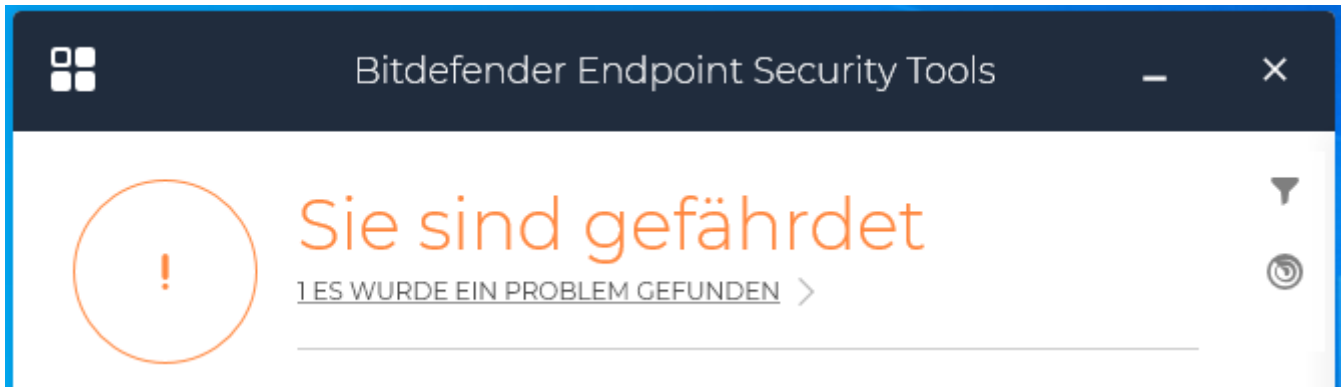 Bitdefender Endpoint Security Tools
Sie sind gefährdet
1 ES WURDE EIN PROBLEM GEFUNDEN